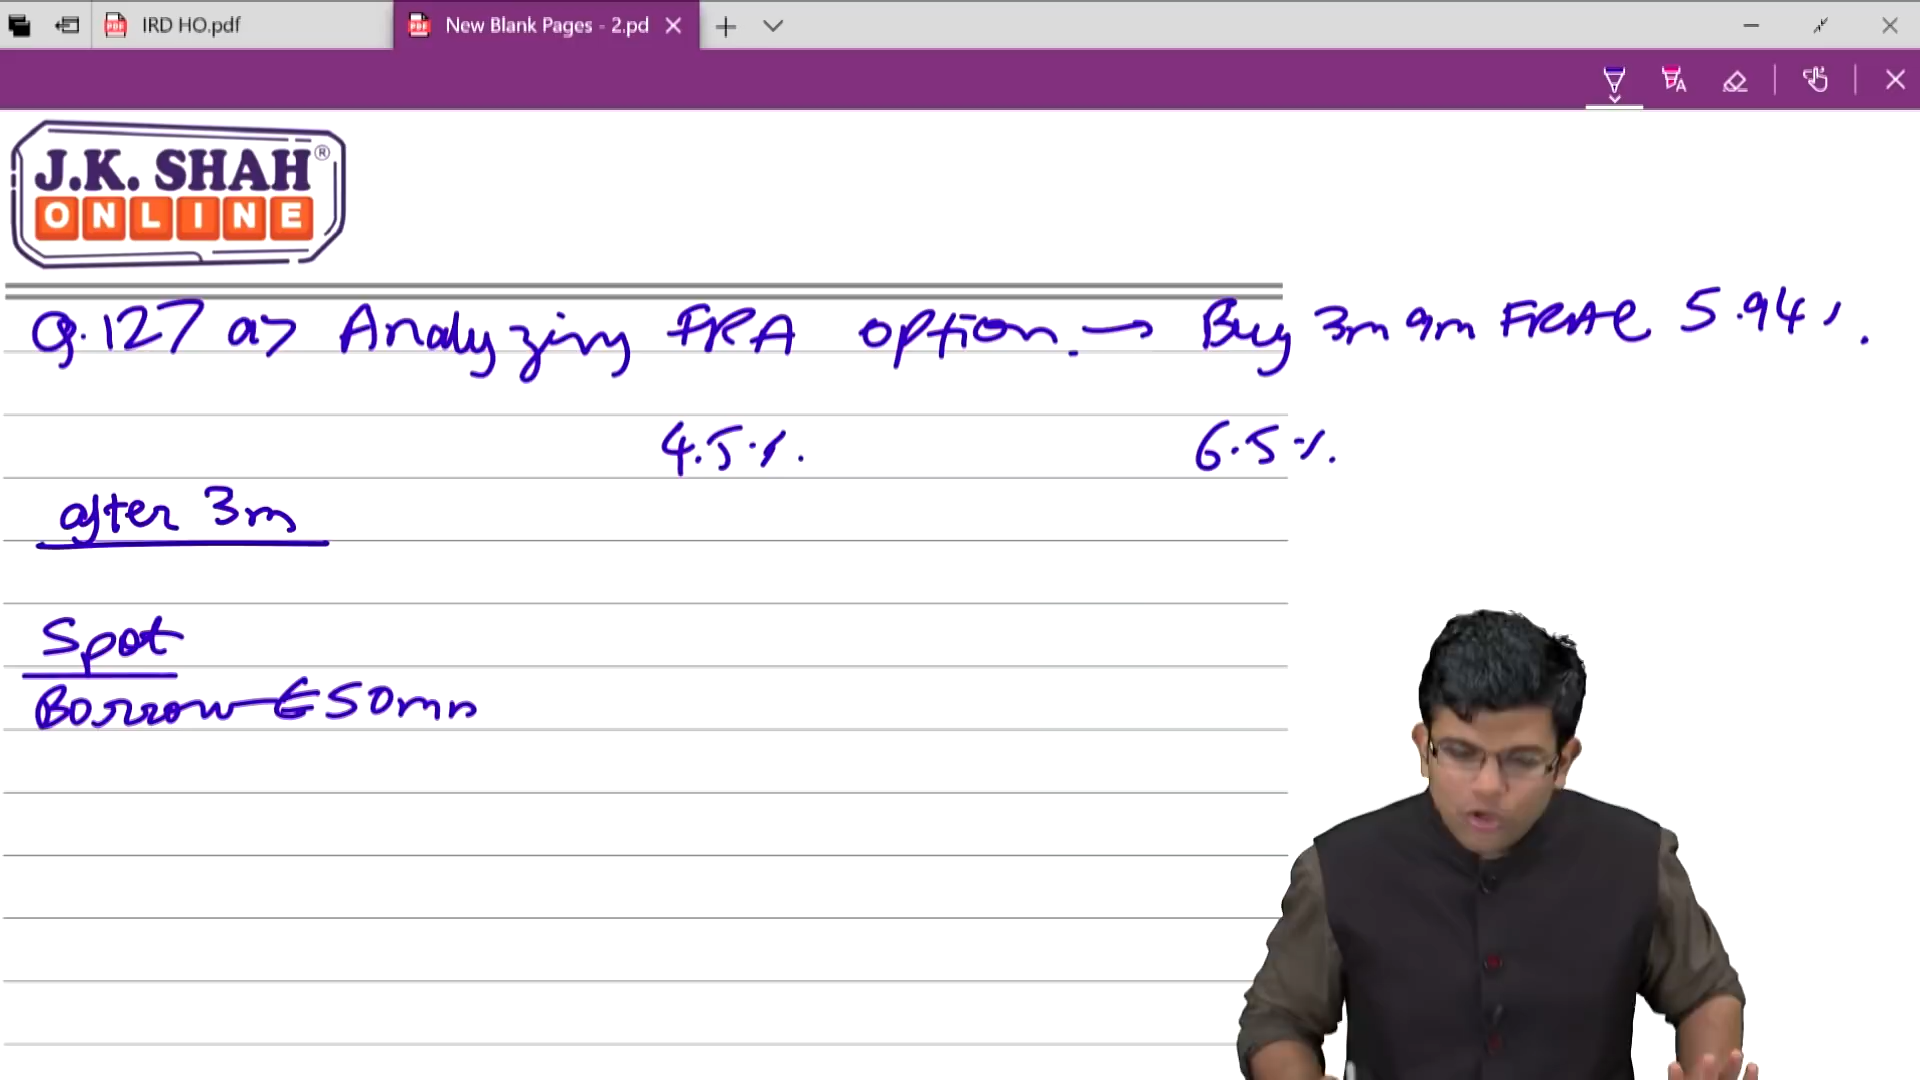 IRD HO.pdf
New Blank Pages - 2.pd
J.K. SHAH®
ONLINE
Q.127 a> Analyzing FRA option. → Buy 3m 9m FRA @ 5.94%.
4.5%. 6.5%.
after 3m
Spot
Borrow € 50mn